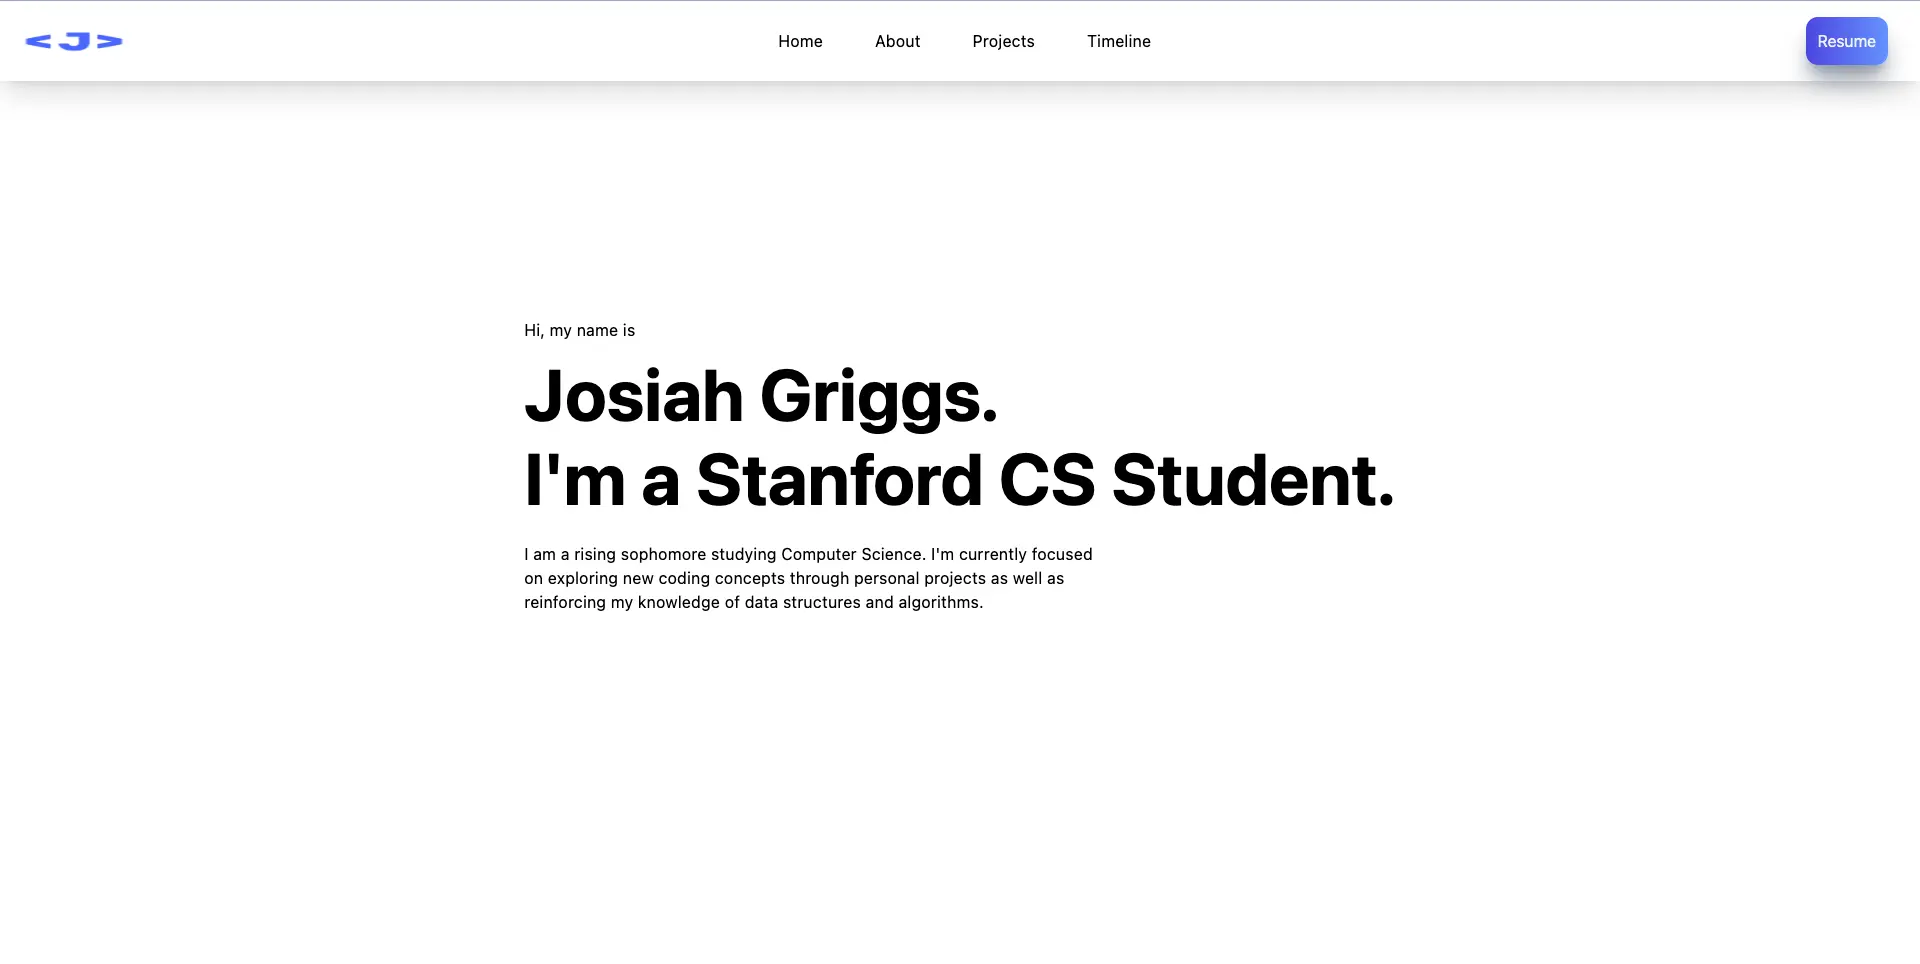 <J>
Home About Projects Timeline
Resume
Hi, my name is
Josiah Griggs.
I'm a Stanford CS Student.
I am a rising sophomore studying Computer Science. I'm currently focused
on exploring new coding concepts through personal projects as well as
reinforcing my knowledge of data structures and algorithms.